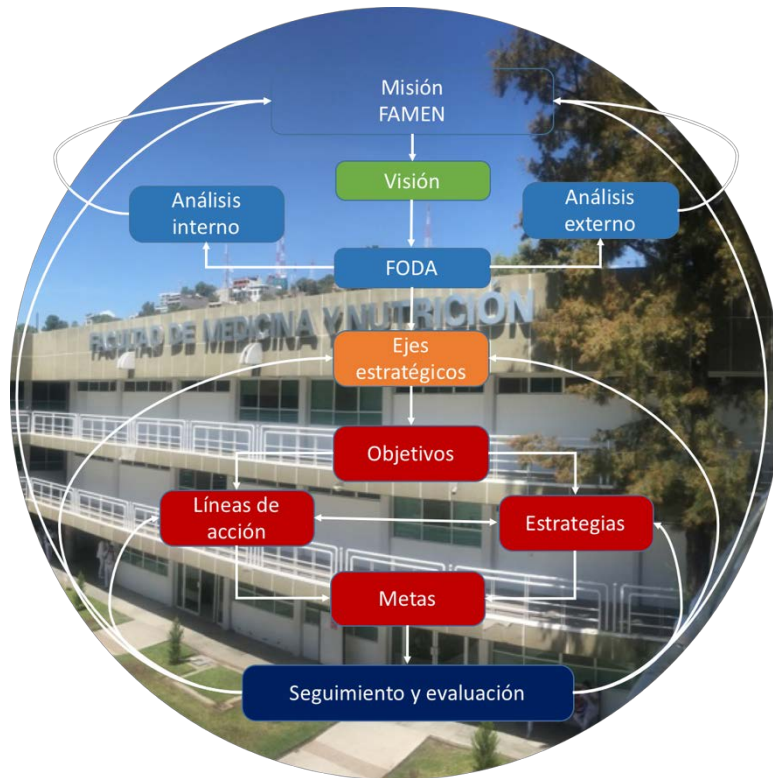 Misión
FAMEN
Visión
Análisis
interno
Análisis
externo
FODA
FACULTAD DE MEDICINA Y NUTRICIÓN
Ejes
estratégicos
Objetivos
Líneas de
acción
Estrategias
Metas
Seguimiento y evaluación